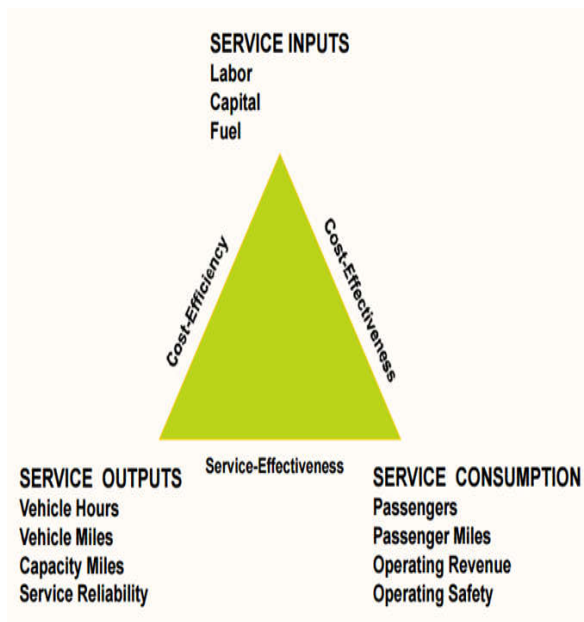 SERVICE INPUTS
Labor
Capital
Fuel
Cost-Efficiency
Cost-Effectiveness
Service-Effectiveness
SERVICE OUTPUTS
Vehicle Hours
Vehicle Miles
Capacity Miles
Service Reliability
SERVICE CONSUMPTION
Passengers
Passenger Miles
Operating Revenue
Operating Safety